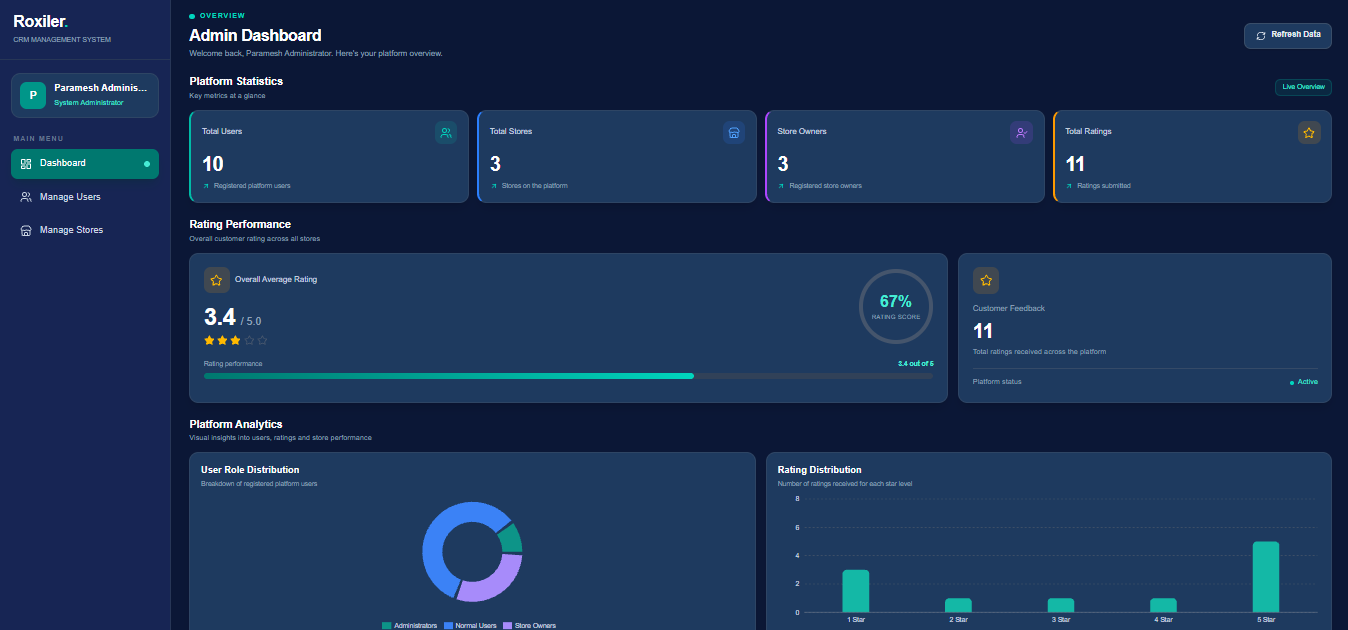 Roxiler.
CRM MANAGEMENT SYSTEM
P
Paramesh Adminis...
System Administrator
MAIN MENU
Dashboard
Manage Users
Manage Stores
OVERVIEW
Admin Dashboard
Welcome back, Paramesh Administrator. Here's your platform overview.
Refresh Data
Platform Statistics
Key metrics at a glance
Live Overview
Total Users
10
Registered platform users
Total Stores
3
Stores on the platform
Store Owners
3
Registered store owners
Total Ratings
11
Ratings submitted
Rating Performance
Overall customer rating across all stores
Overall Average Rating
3.4 / 5.0
67%
RATING SCORE
Rating performance
3.4 out of 5
Customer Feedback
11
Total ratings received across the platform
Platform status
Active
Platform Analytics
Visual insights into users, ratings and store performance
User Role Distribution
Breakdown of registered platform users
Administrators Normal Users Store Owners
Rating Distribution
Number of ratings received for each star level
8
6
4
2
0
1 Star 2 Star 3 Star 4 Star 5 Star